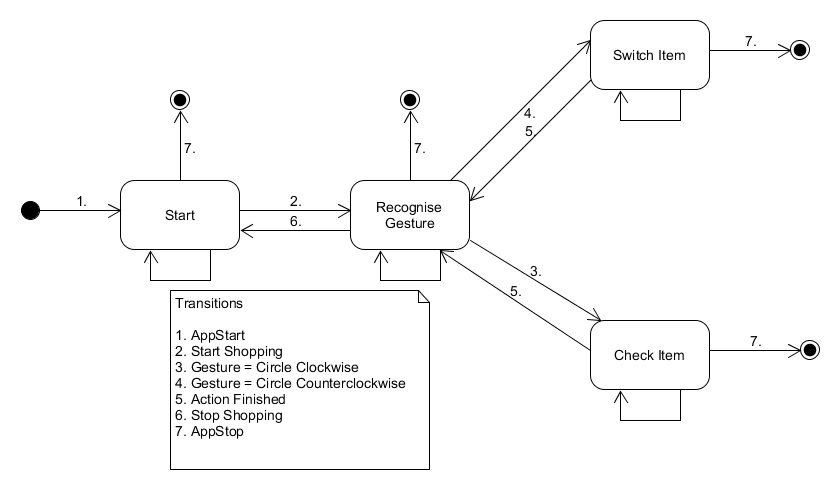 Switch Item
7.
7.
7.
4.
5.
1.
Start
2.
6.
Recognise
Gesture
3.
5.
Check Item
7.
Transitions
1. AppStart
2. Start Shopping
3. Gesture = Circle Clockwise
4. Gesture = Circle Counterclockwise
5. Action Finished
6. Stop Shopping
7. AppStop